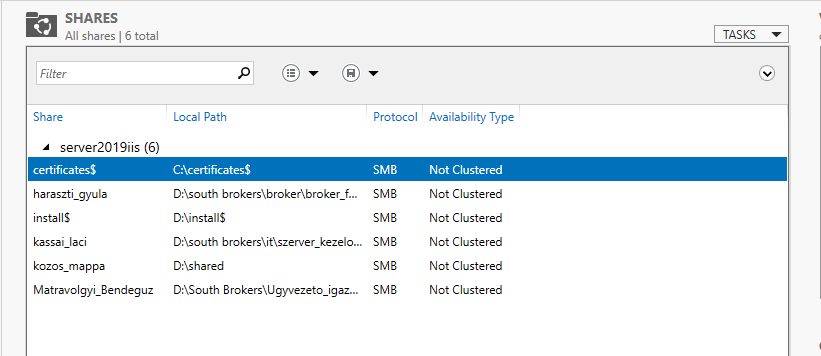 SHARES
All shares | 6 total
TASKS
Filter
Share Local Path Protocol Availability Type
server2019iis (6)
certificates$ C:\certificates$ SMB Not Clustered
haraszti_gyula D:\south brokers\broker\broker_f... SMB Not Clustered
install$ D:\install$ SMB Not Clustered
kassai_laci D:\south brokers\it\szerver_kezelo... SMB Not Clustered
kozos_mappa D:\shared SMB Not Clustered
Matravolgyi_Bendeguz D:\South Brokers\Ugyvezeto_igaz... SMB Not Clustered